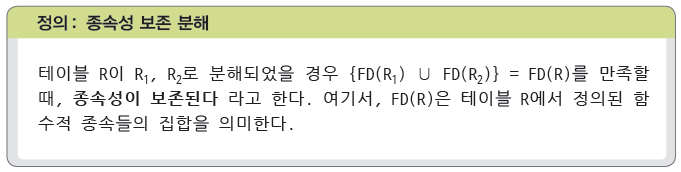 정의: 종속성 보존 분해
테이블 R이 R₁, R₂로 분해되었을 경우 {FD(R₁) ∪ FD(R₂)} = FD(R)를 만족할
때, 종속성이 보존된다 라고 한다. 여기서, FD(R)은 테이블 R에서 정의된 함
수적 종속들의 집합을 의미한다.